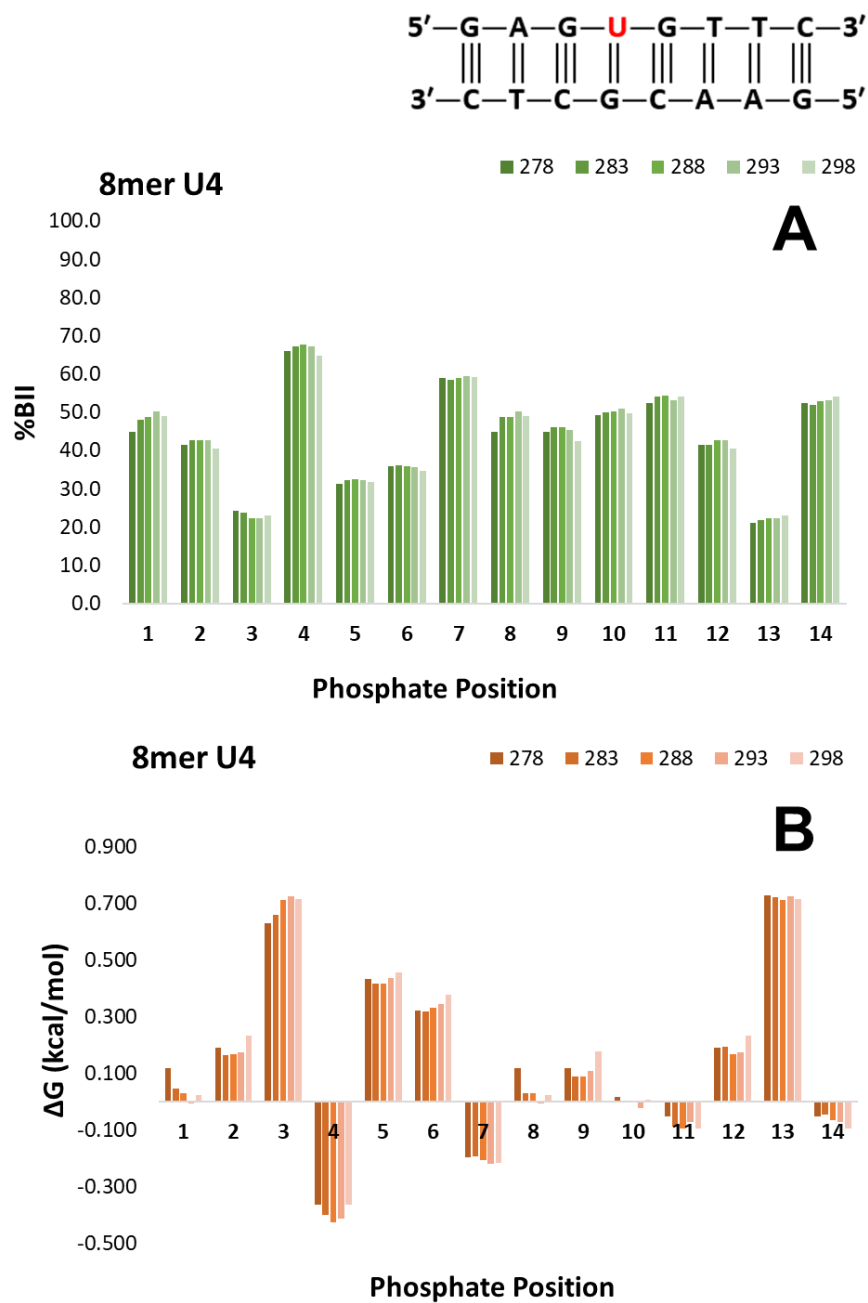 5′—G—A—G—U—G—T—T—C—3′
3′—C—T—C—G—C—A—A—G—5′
278 283 288 293 298
8mer U4
A
100.0
90.0
80.0
70.0
60.0
50.0
40.0
30.0
20.0
10.0
0.0
%BII
1 2 3 4 5 6 7 8 9 10 11 12 13 14
Phosphate Position
8mer U4
278 283 288 293 298
B
0.900
0.700
0.500
0.300
0.100
-0.100
-0.300
-0.500
ΔG (kcal/mol)
1 2 3 4 5 6 7 8 9 10 11 12 13 14
Phosphate Position